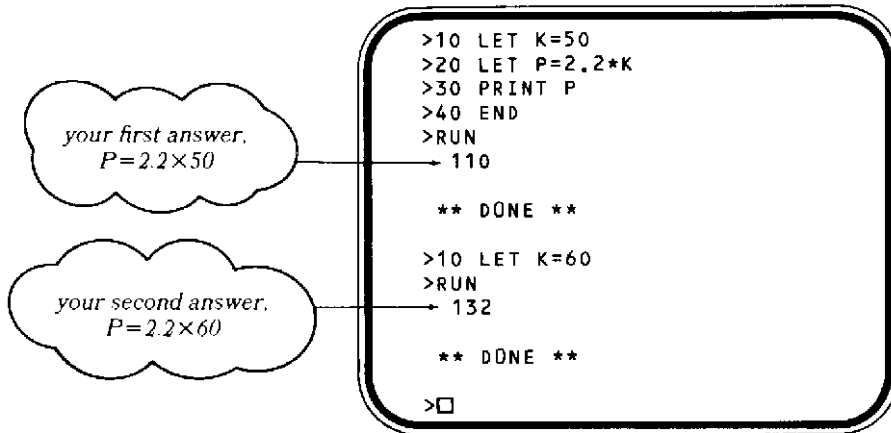 >10 LET K=50
>20 LET P=2.2*K
>30 PRINT P
>40 END
>RUN
your first answer,
P=2.2×50
110
** DONE **
>10 LET K=60
>RUN
your second answer,
P=2.2×60
132
** DONE **
>